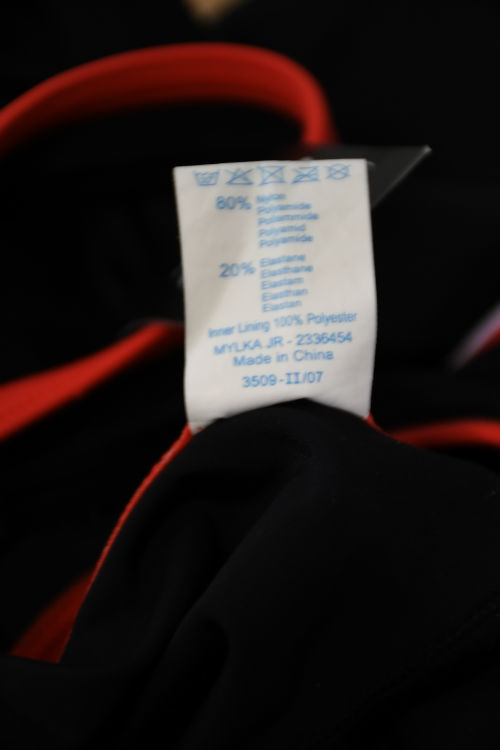 80% Nylon
Polyamide
Poliammide
Polyamid
Polyamide
20% Elastane
Elasthane
Elastam
Elasthan
Elastan
Inner Lining 100% Polyester
MYLKA JR - 2336454
Made in China
3509-II/07